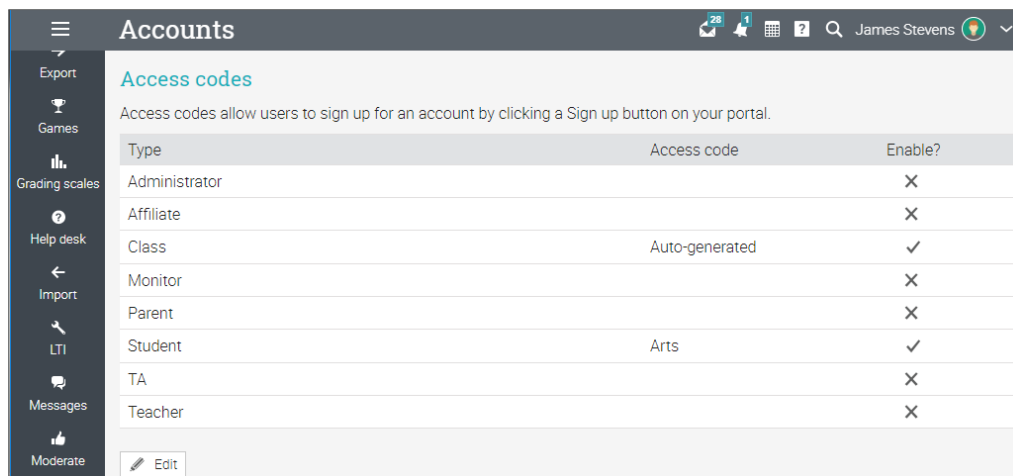 Accounts
28
1
?
James Stevens
Export
Games
Grading scales
?
Help desk
Import
LTI
Messages
Moderate
Access codes
Access codes allow users to sign up for an account by clicking a Sign up button on your portal.
Type Access code Enable?
Administrator
Affiliate
Class Auto-generated
Monitor
Parent
Student Arts
TA
Teacher
Edit